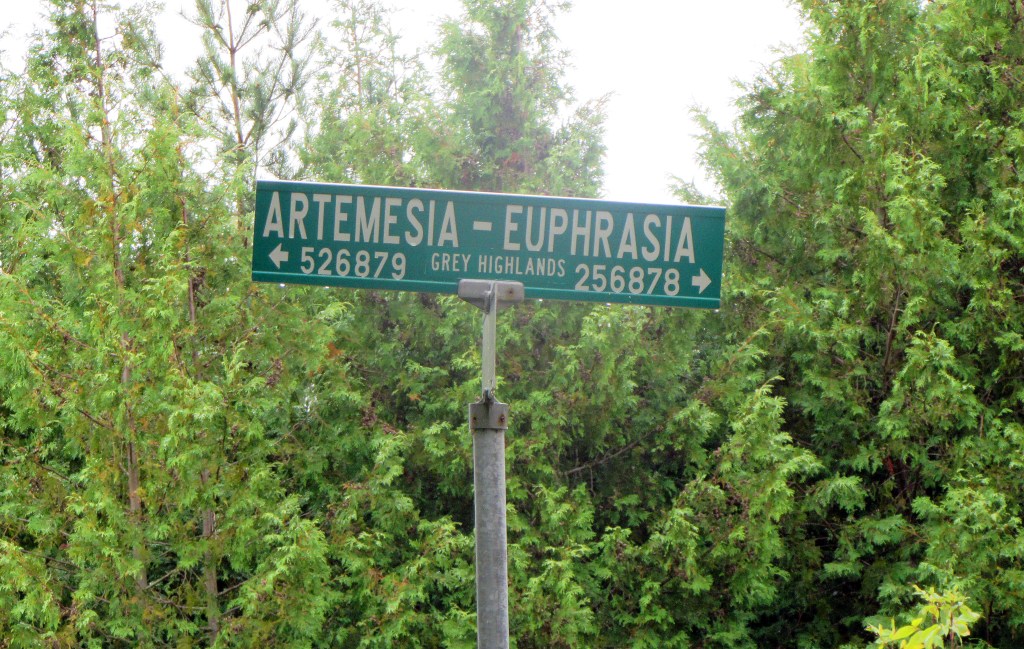 ARTEMESIA - EUPHRASIA
← 526879 GREY HIGHLANDS 256878 →